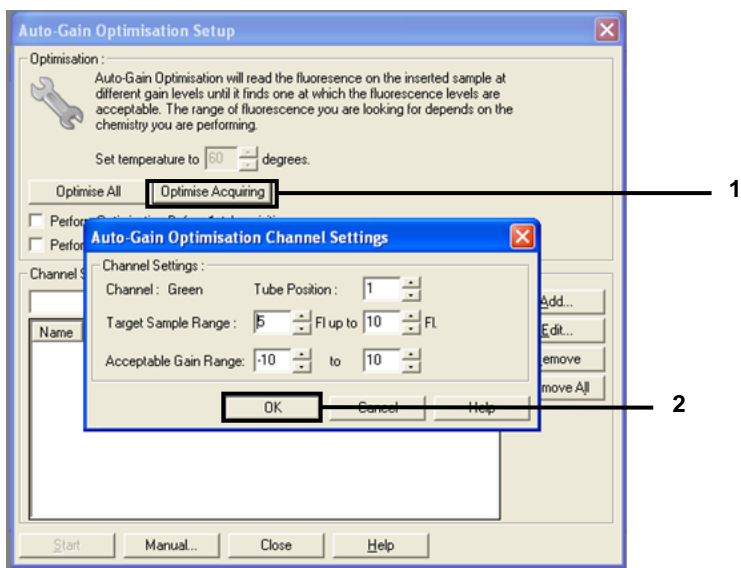 Auto-Gain Optimisation Setup
Optimisation :
Auto-Gain Optimisation will read the fluoresence on the inserted sample at
different gain levels until it finds one at which the fluorescence levels are
acceptable. The range of fluorescence you are looking for depends on the
chemistry you are performing.
Set temperature to 60 degrees.
Optimise All Optimise Acquiring 1
Perform
Perfor
Auto-Gain Optimisation Channel Settings
Channel Settings :
Channel S
Channel : Green Tube Position : 1
Add...
Target Sample Range : 5 Fl up to 10 Fl.
Name
Edit...
Acceptable Gain Range: -10 to 10
emove
move All
OK Cancel Help 2
Start Manual... Close Help